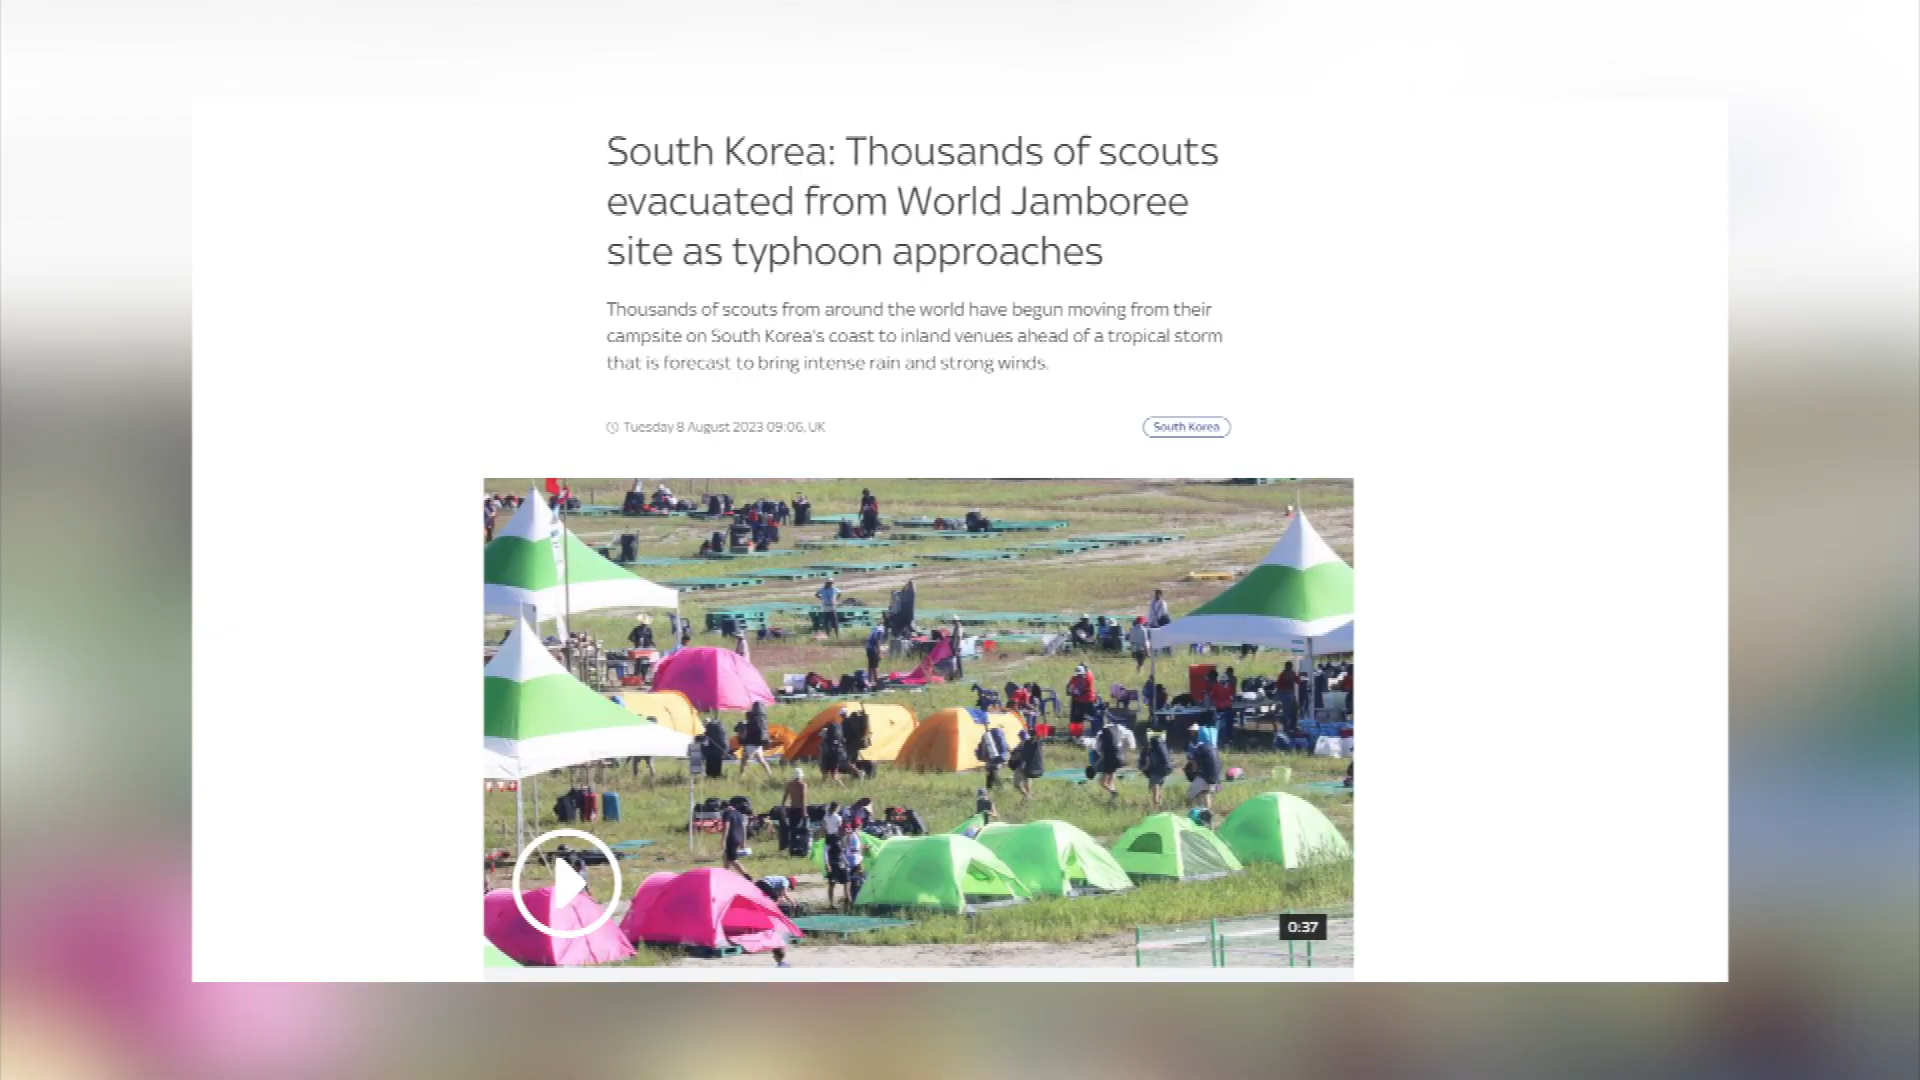 South Korea: Thousands of scouts
evacuated from World Jamboree
site as typhoon approaches
Thousands of scouts from around the world have begun moving from their
campsite on South Korea's coast to inland venues ahead of a tropical storm
that is forecast to bring intense rain and strong winds.
Tuesday 8 August 2023 09:06, UK
South Korea
0:37